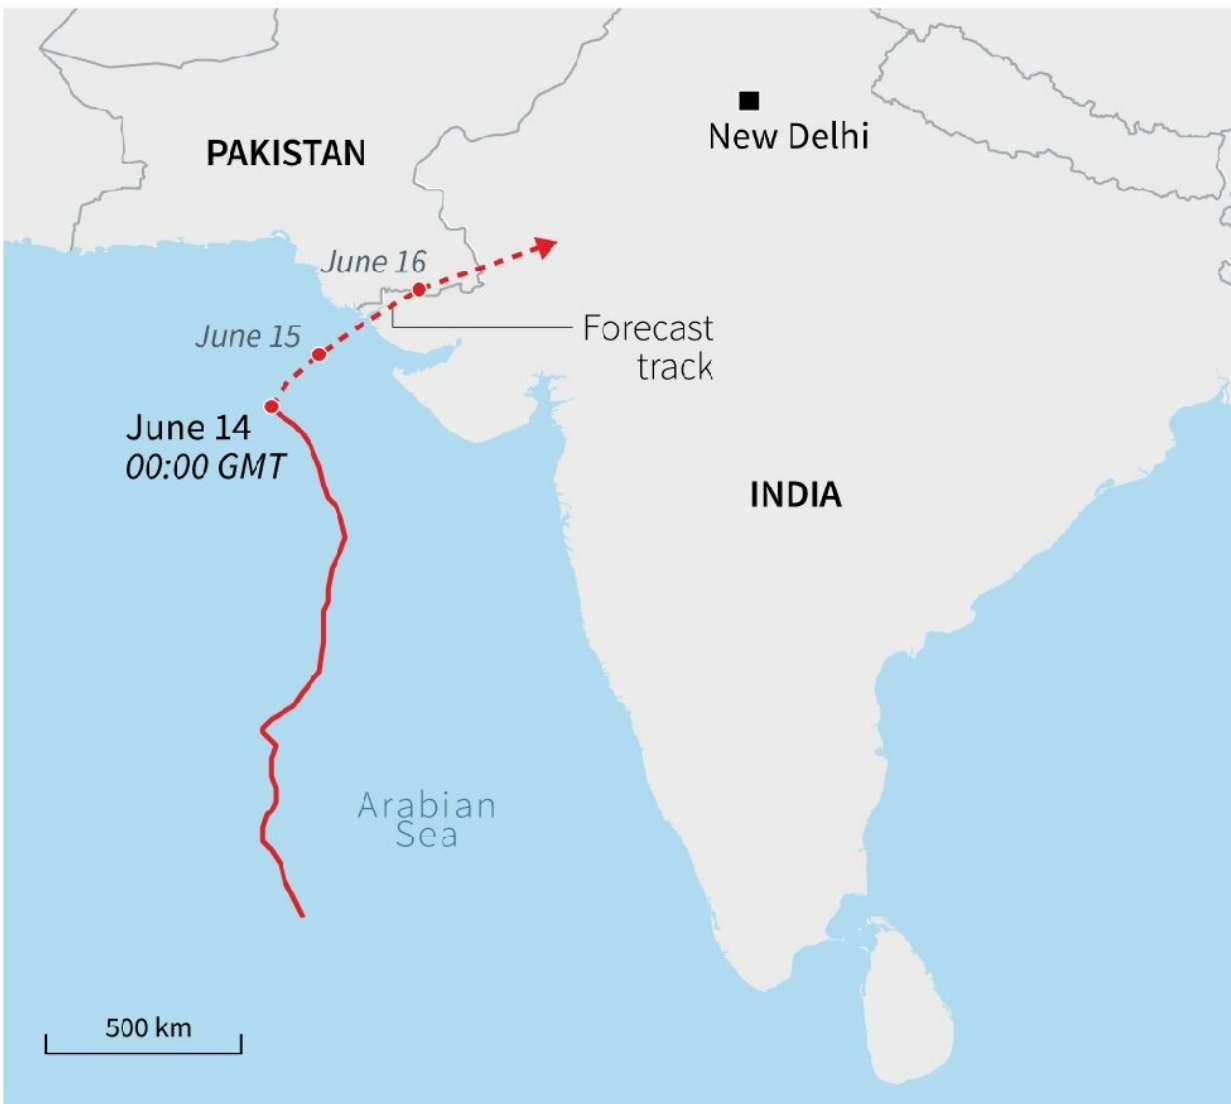 New Delhi
PAKISTAN
June 16
June 15
Forecast
track
June 14
00:00 GMT
INDIA
Arabian
Sea
500 km